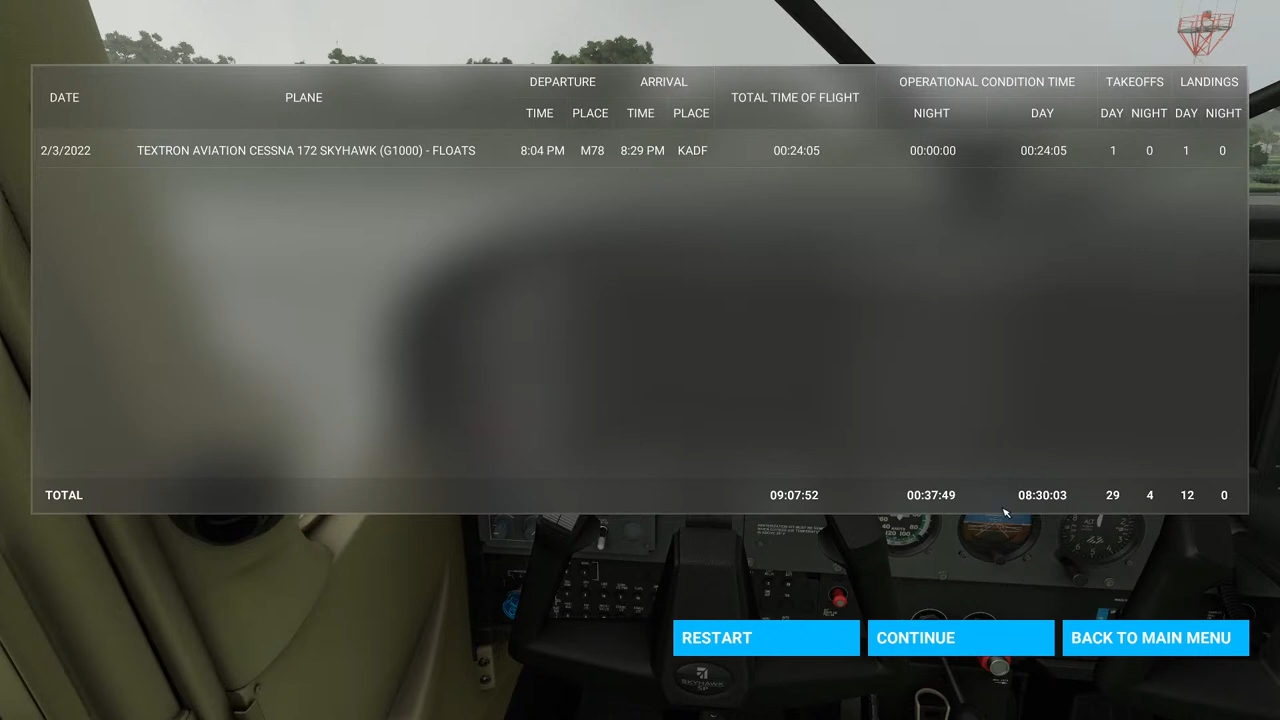 DATE PLANE DEPARTURE ARRIVAL TOTAL TIME OF FLIGHT OPERATIONAL CONDITION TIME TAKEOFFS LANDINGS
TIME PLACE TIME PLACE NIGHT DAY DAY NIGHT DAY NIGHT
2/3/2022 TEXTRON AVIATION CESSNA 172 SKYHAWK (G1000) - FLOATS 8:04 PM M78 8:29 PM KADF 00:24:05 00:00:00 00:24:05 1 0 1 0
TOTAL 09:07:52 00:37:49 08:30:03 29 4 12 0
ALT
RESTART CONTINUE BACK TO MAIN MENU
SKYHAWK
SP